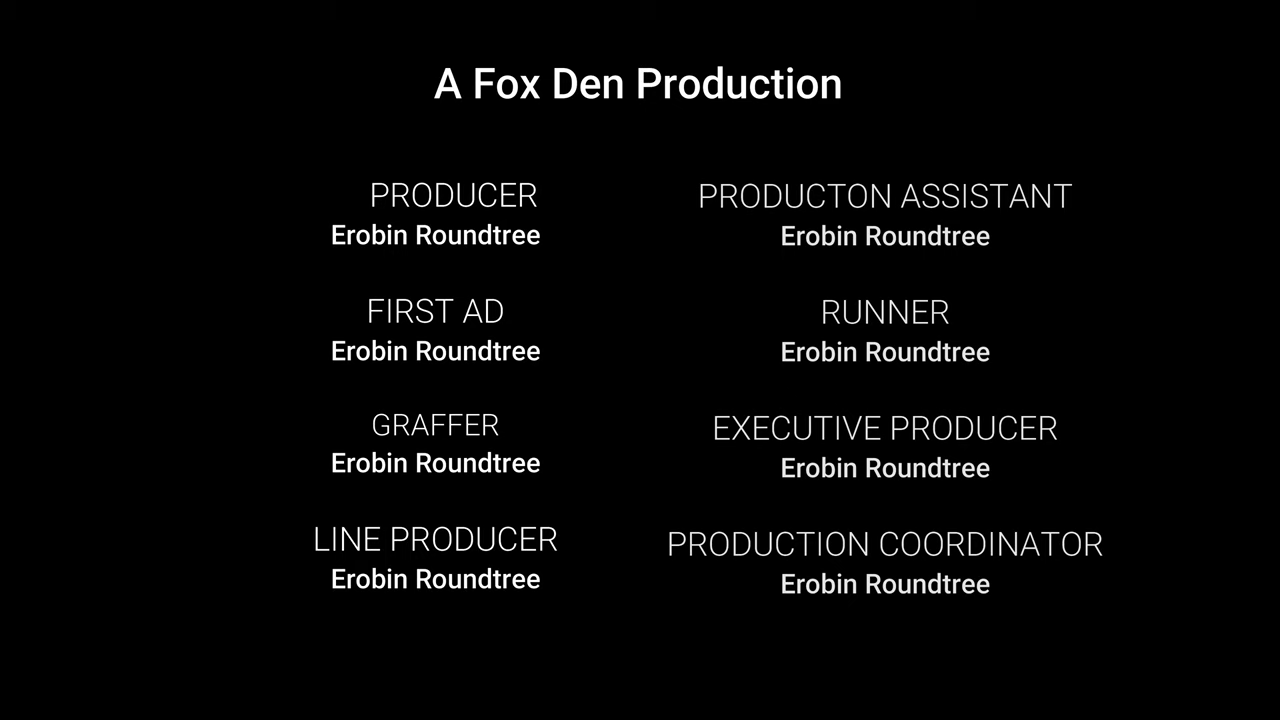 A Fox Den Production
PRODUCER
Erobin Roundtree
FIRST AD
Erobin Roundtree
GRAFFER
Erobin Roundtree
LINE PRODUCER
Erobin Roundtree
PRODUCTON ASSISTANT
Erobin Roundtree
RUNNER
Erobin Roundtree
EXECUTIVE PRODUCER
Erobin Roundtree
PRODUCTION COORDINATOR
Erobin Roundtree